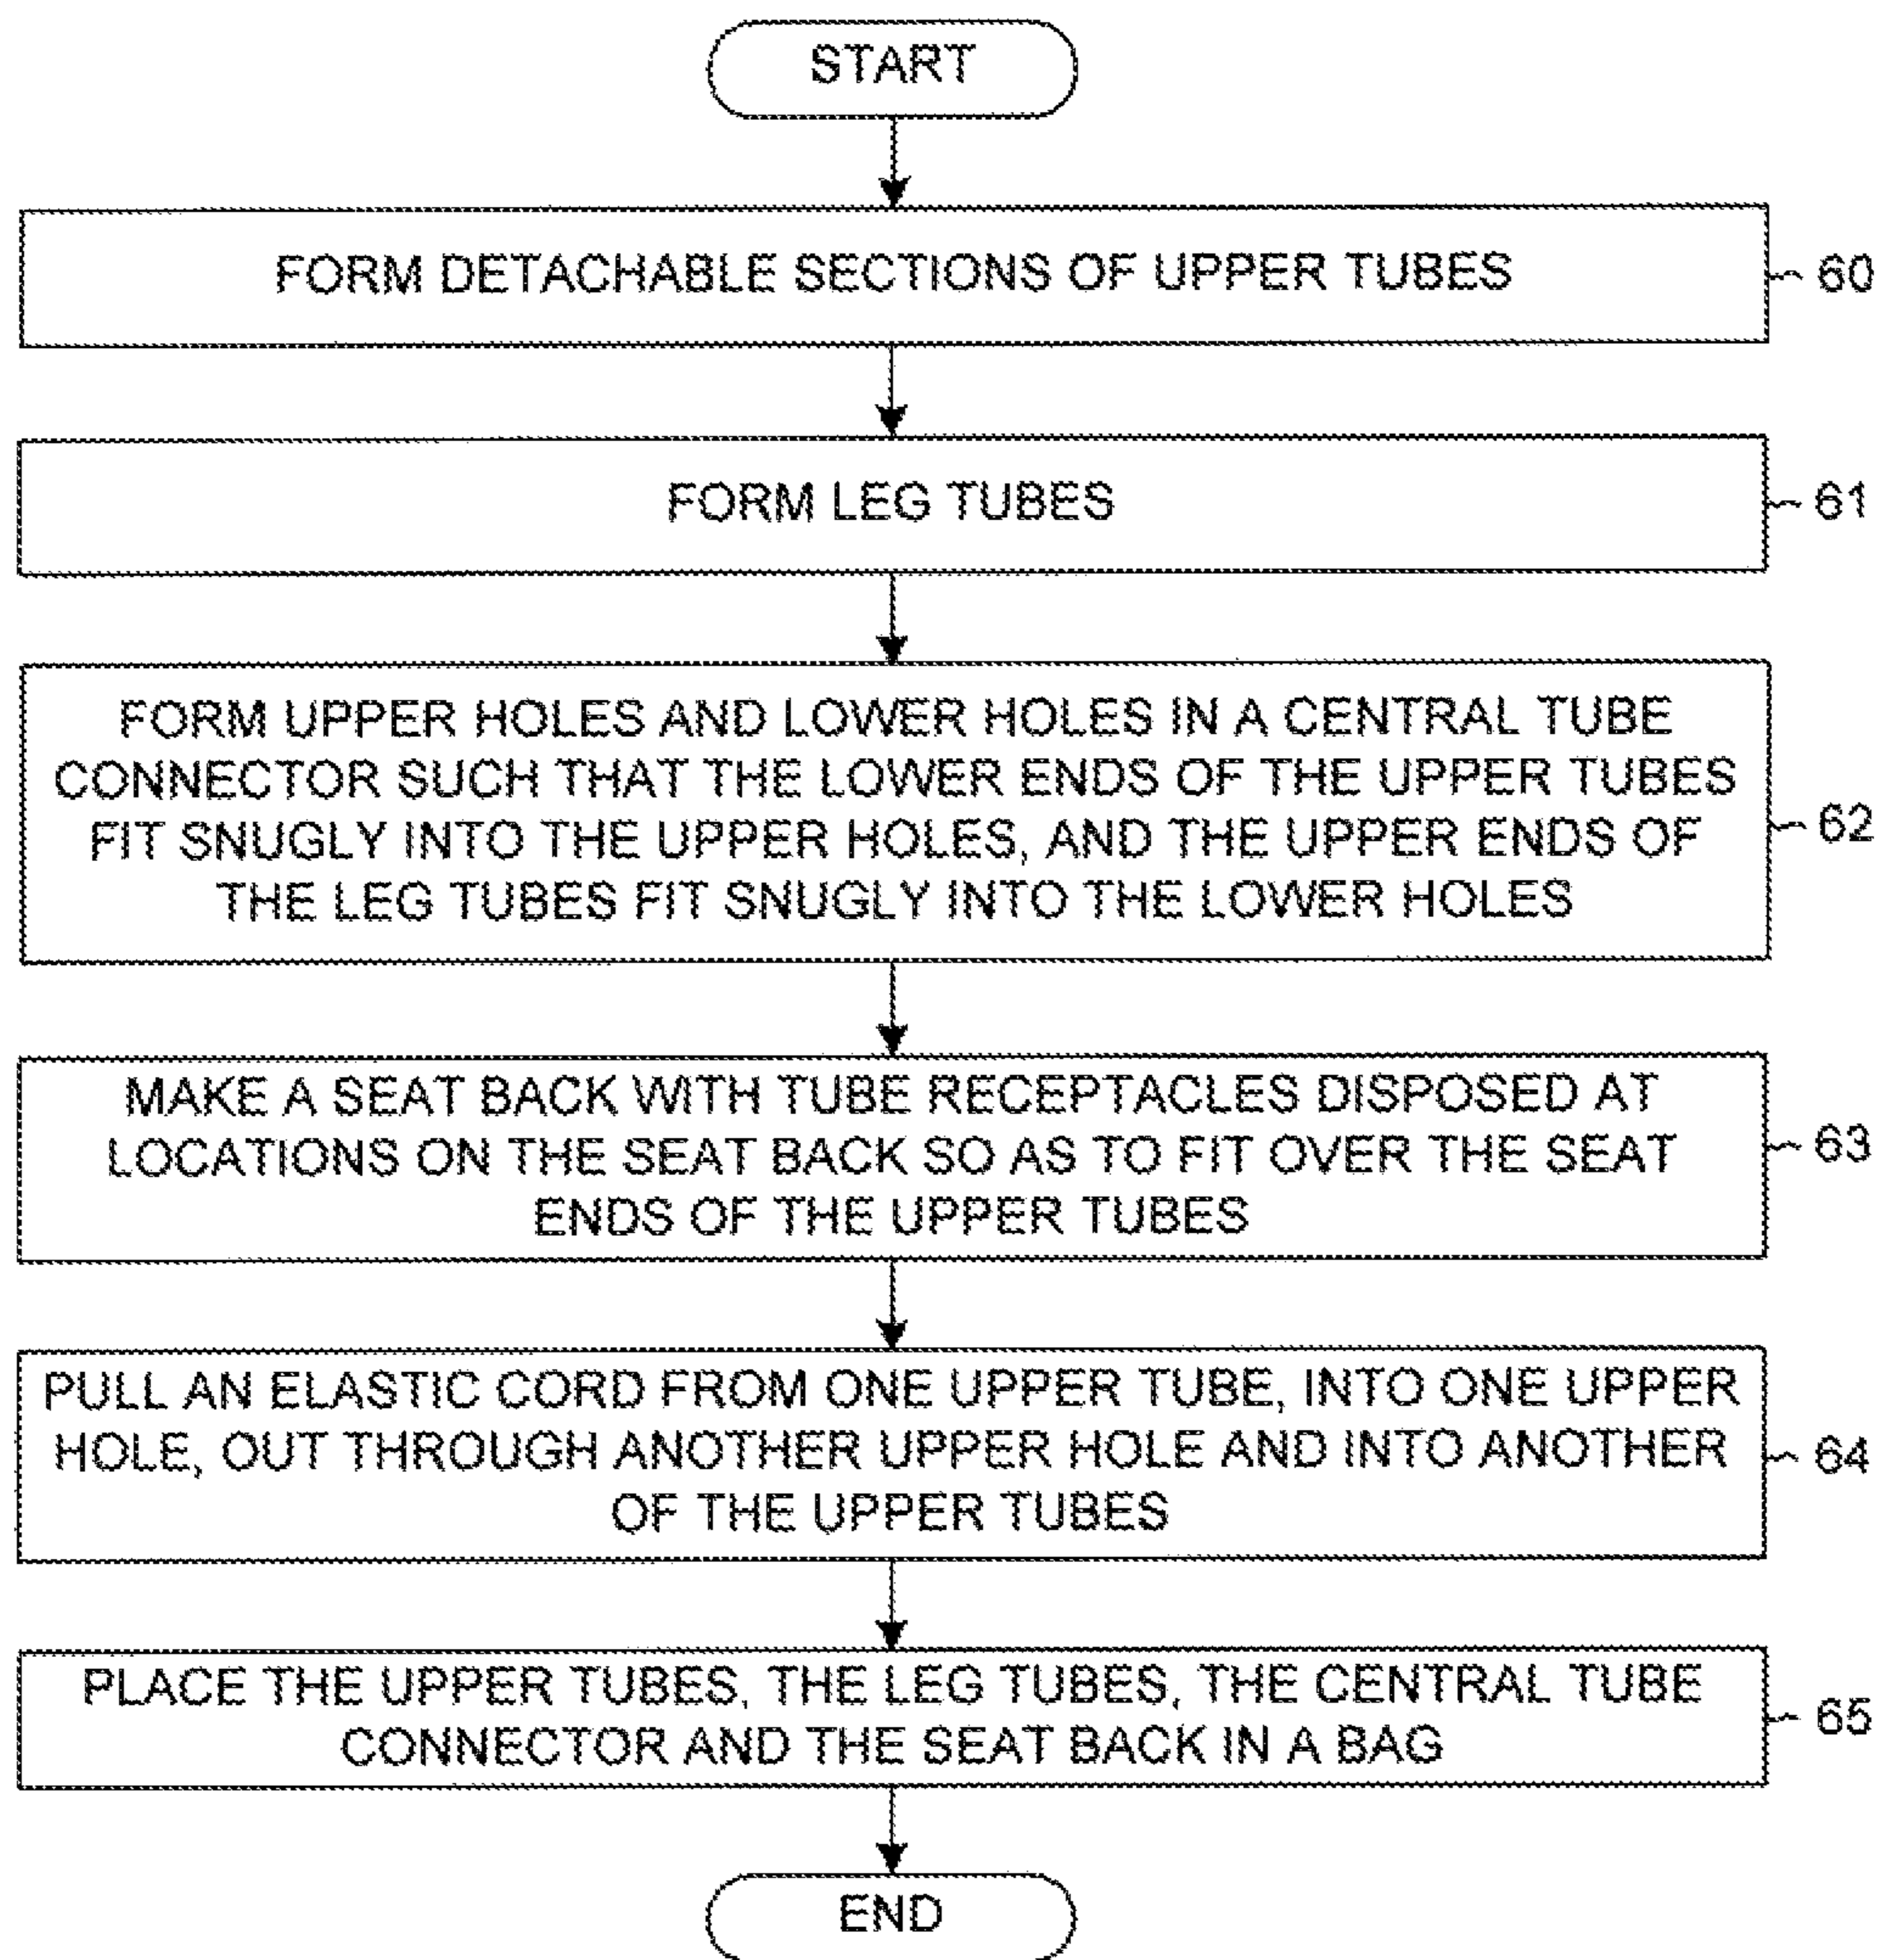 START
FORM DETACHABLE SECTIONS OF UPPER TUBES
60
FORM LEG TUBES
61
FORM UPPER HOLES AND LOWER HOLES IN A CENTRAL TUBE
CONNECTOR SUCH THAT THE LOWER ENDS OF THE UPPER TUBES
FIT SNUGLY INTO THE UPPER HOLES, AND THE UPPER ENDS OF
THE LEG TUBES FIT SNUGLY INTO THE LOWER HOLES
62
MAKE A SEAT BACK WITH TUBE RECEPTACLES DISPOSED AT
LOCATIONS ON THE SEAT BACK SO AS TO FIT OVER THE SEAT
ENDS OF THE UPPER TUBES
63
PULL AN ELASTIC CORD FROM ONE UPPER TUBE, INTO ONE UPPER
HOLE, OUT THROUGH ANOTHER UPPER HOLE AND INTO ANOTHER
OF THE UPPER TUBES
64
PLACE THE UPPER TUBES, THE LEG TUBES, THE CENTRAL TUBE
CONNECTOR AND THE SEAT BACK IN A BAG
65
END